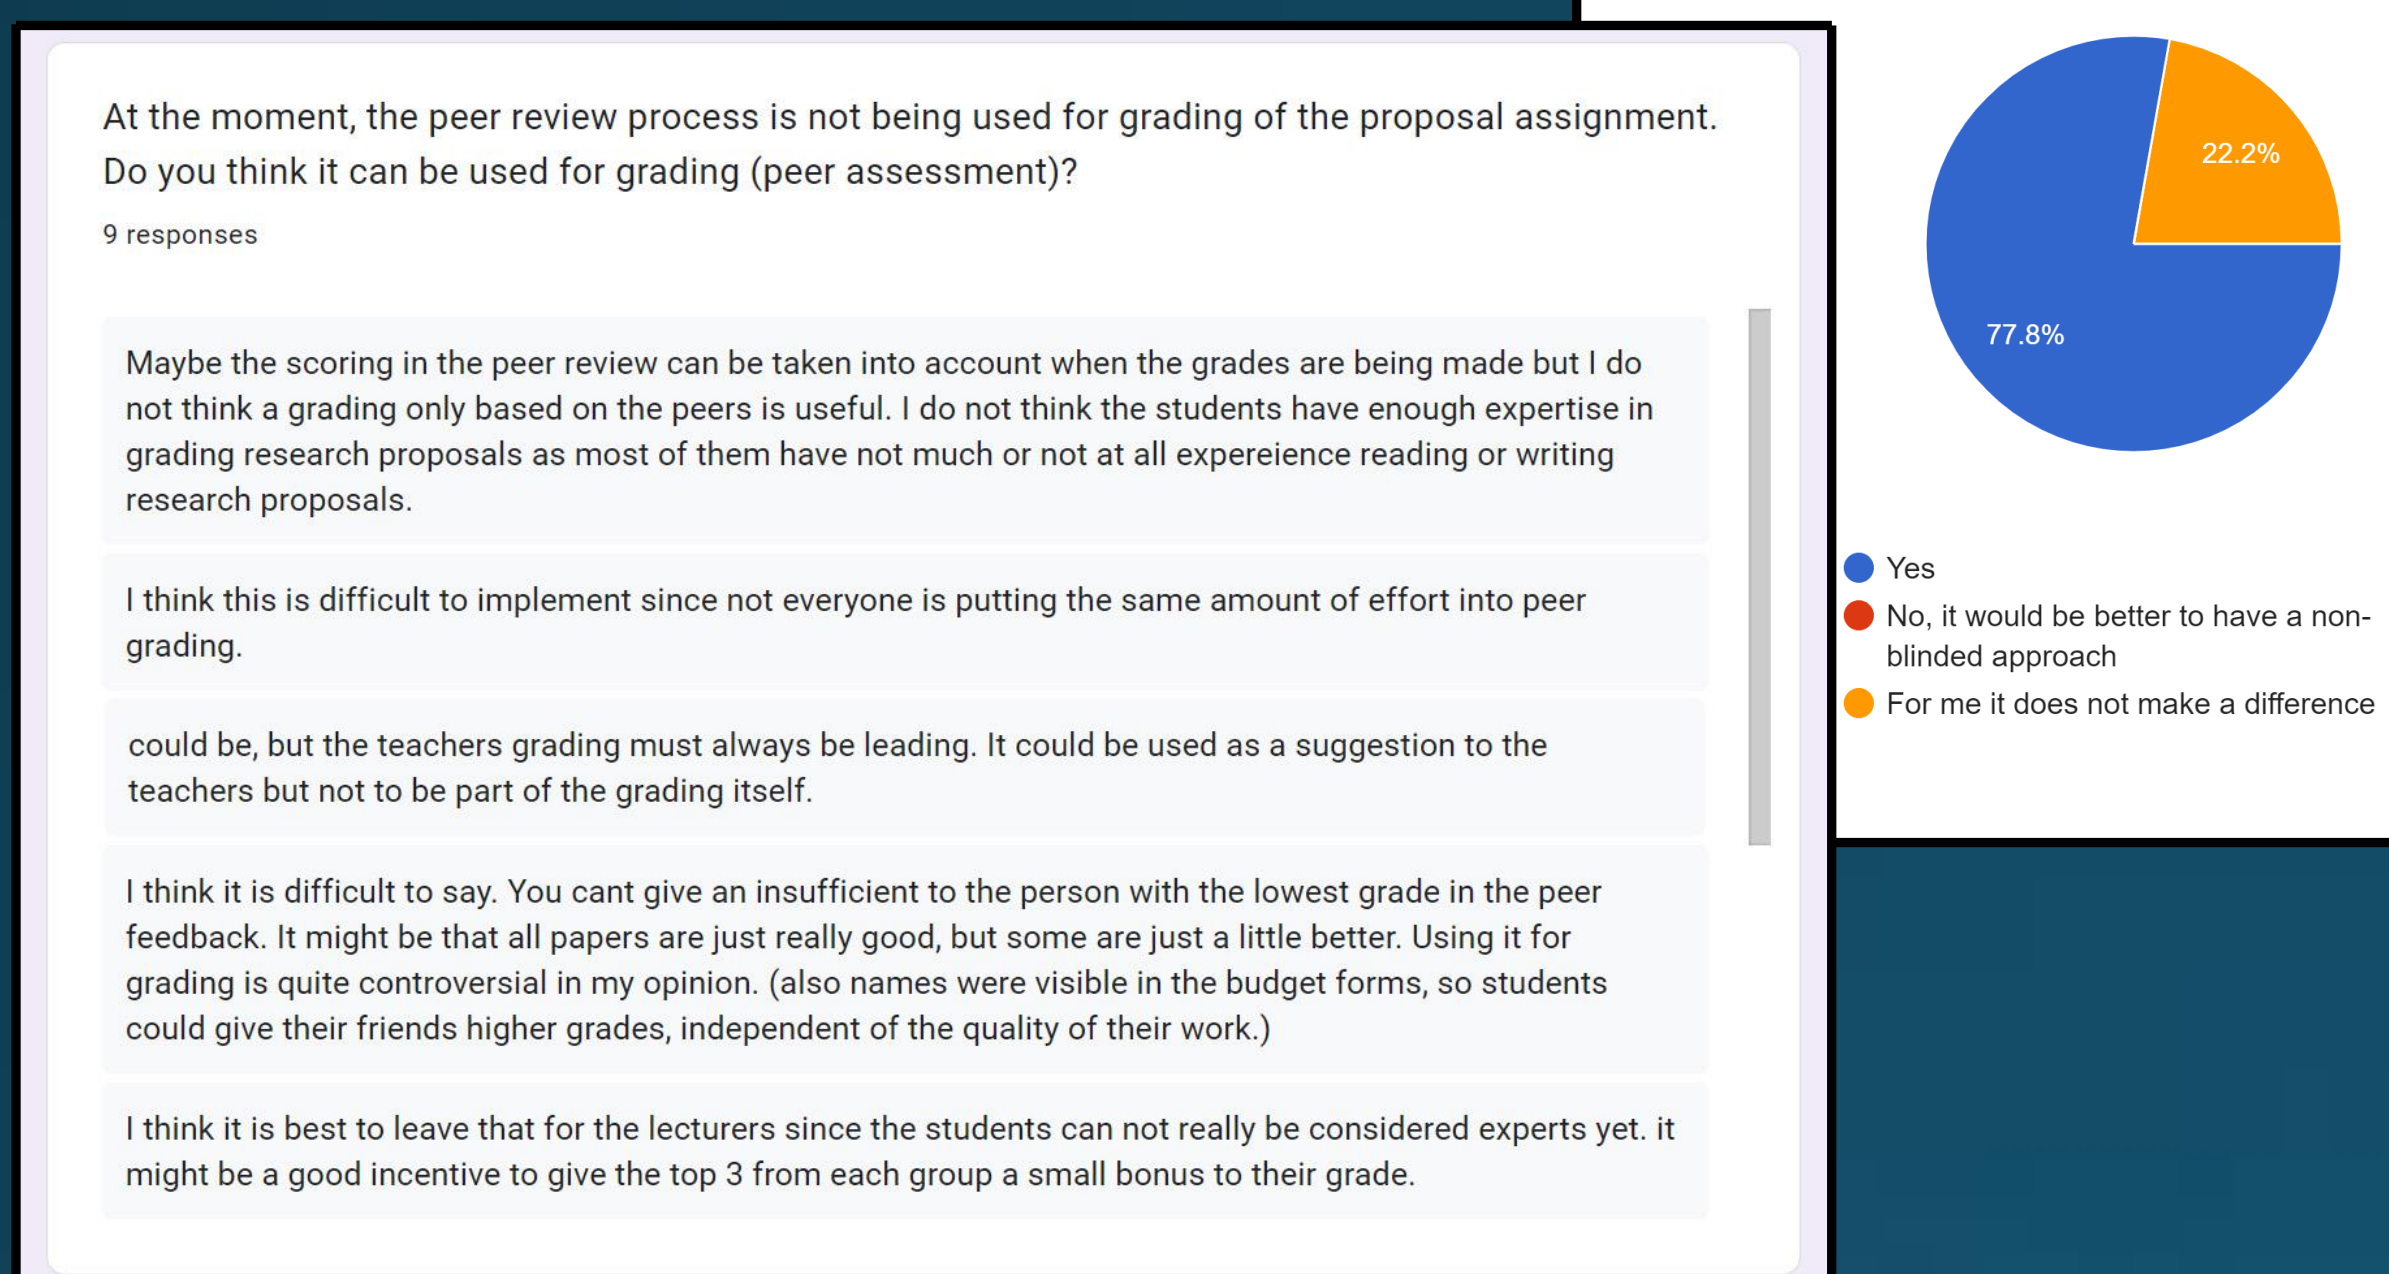 At the moment, the peer review process is not being used for grading of the proposal assignment.
Do you think it can be used for grading (peer assessment)?
9 responses
Maybe the scoring in the peer review can be taken into account when the grades are being made but I do
not think a grading only based on the peers is useful. I do not think the students have enough expertise in
grading research proposals as most of them have not much or not at all expereience reading or writing
research proposals.
I think this is difficult to implement since not everyone is putting the same amount of effort into peer
grading.
could be, but the teachers grading must always be leading. It could be used as a suggestion to the
teachers but not to be part of the grading itself.
I think it is difficult to say. You cant give an insufficient to the person with the lowest grade in the peer
feedback. It might be that all papers are just really good, but some are just a little better. Using it for
grading is quite controversial in my opinion. (also names were visible in the budget forms, so students
could give their friends higher grades, independent of the quality of their work.)
I think it is best to leave that for the lecturers since the students can not really be considered experts yet. it
might be a good incentive to give the top 3 from each group a small bonus to their grade.
22.2%
77.8%
Yes
No, it would be better to have a non-
blinded approach
For me it does not make a difference